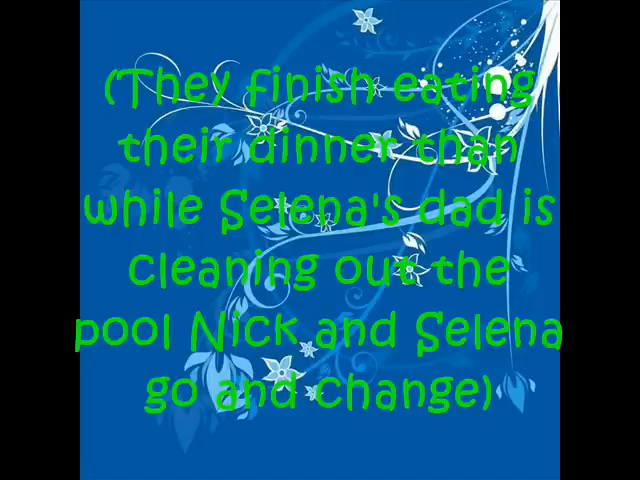 (They finish eating
their dinner than
while Selena's dad is
cleaning out the
pool Nick and Selena
go and change)